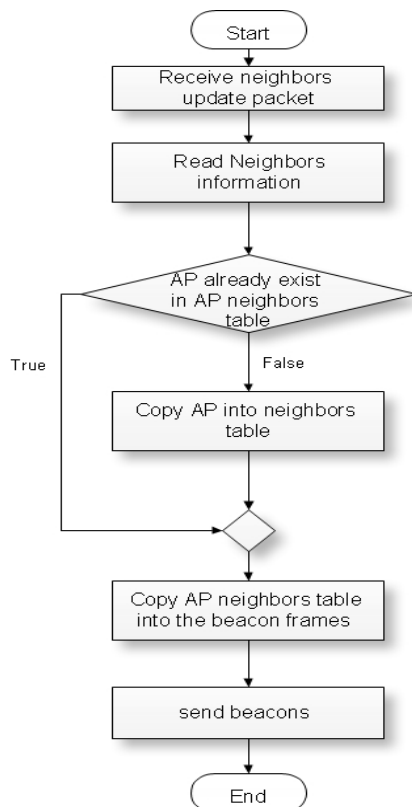 Start
Receive neighbors
update packet
Read Neighbors
information
AP already exist
in AP neighbors
table
True
False
Copy AP into neighbors
table
Copy AP neighbors table
into the beacon frames
send beacons
End